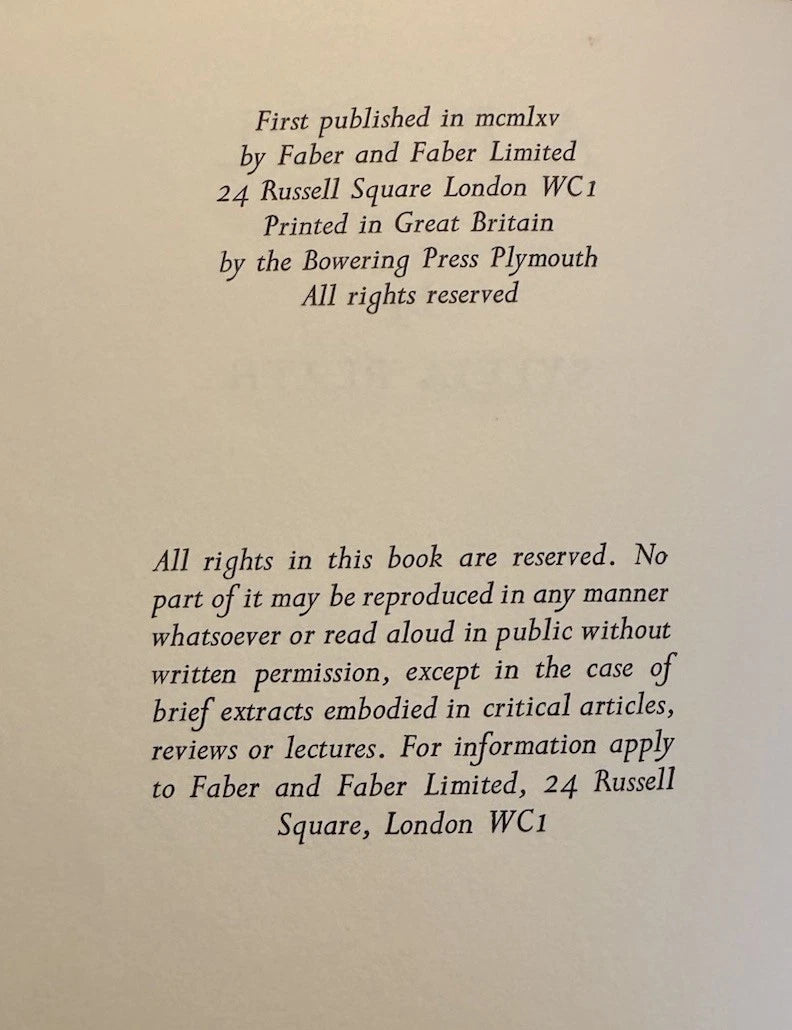 First published in mcmlxv
by Faber and Faber Limited
24 Russell Square London WC1
Printed in Great Britain
by the Bowering Press Plymouth
All rights reserved
All rights in this book are reserved. No
part of it may be reproduced in any manner
whatsoever or read aloud in public without
written permission, except in the case of
brief extracts embodied in critical articles,
reviews or lectures. For information apply
to Faber and Faber Limited, 24 Russell
Square, London WC1